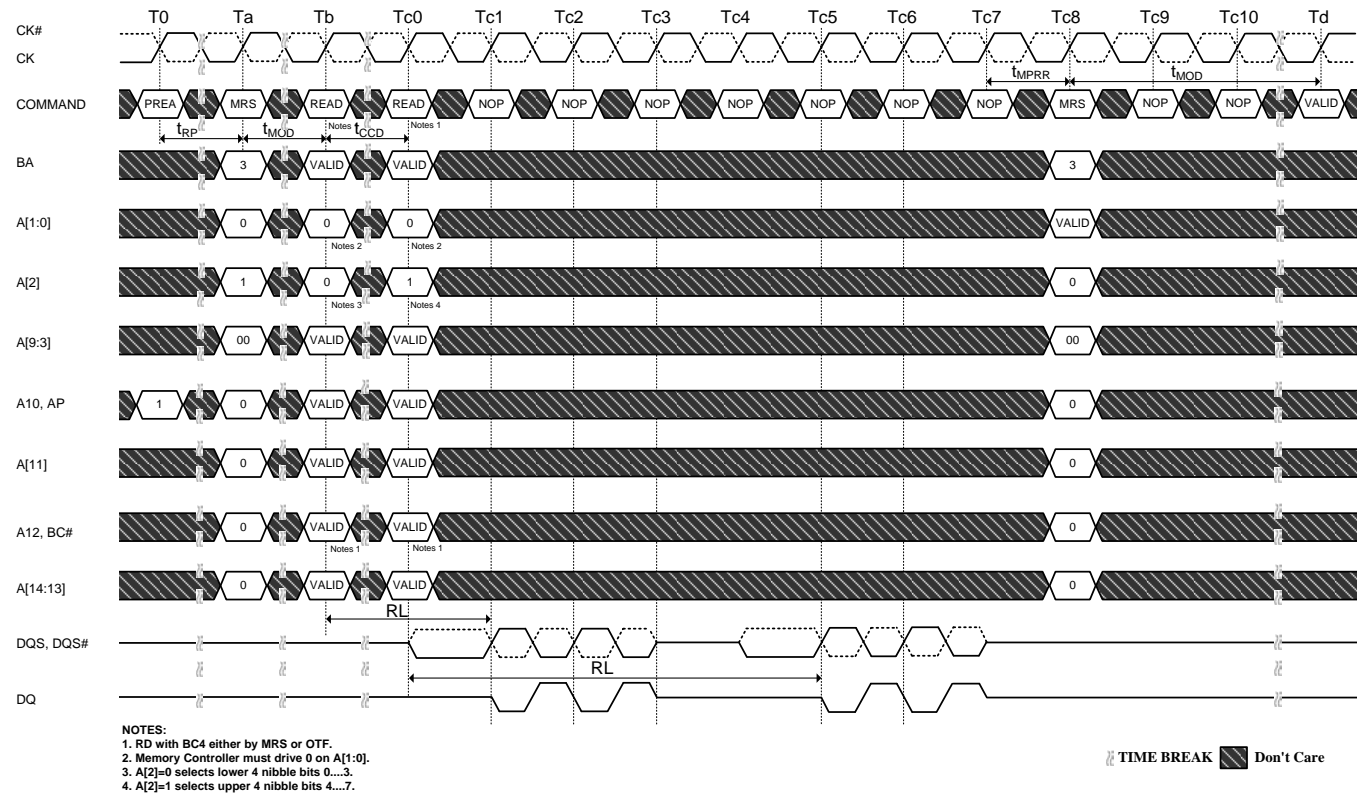 T0 Ta Tb Tc0 Tc1 Tc2 Tc3 Tc4 Tc5 Tc6 Tc7 Tc8 Tc9 Tc10 Td
CK#
CK
tMPRR tMOD
COMMAND PREA MRS READ READ NOP NOP NOP NOP NOP NOP NOP MRS NOP NOP VALID
Notes 1 Notes 1
tRP tMOD tCCD
BA 3 VALID VALID 3
A[1:0] 0 0 0 VALID
Notes 2 Notes 2
A[2] 1 0 1 0
Notes 3 Notes 4
A[9:3] 00 VALID VALID 00
A10, AP 1 0 VALID VALID 0
A[11] 0 VALID VALID 0
A12, BC# 0 VALID VALID 0
Notes 1 Notes 1
A[14:13] 0 VALID VALID 0
RL
DQS, DQS#
RL
DQ
NOTES:
1. RD with BC4 either by MRS or OTF.
2. Memory Controller must drive 0 on A[1:0].
3. A[2]=0 selects lower 4 nibble bits 0....3.
4. A[2]=1 selects upper 4 nibble bits 4....7.
TIME BREAK Don't Care